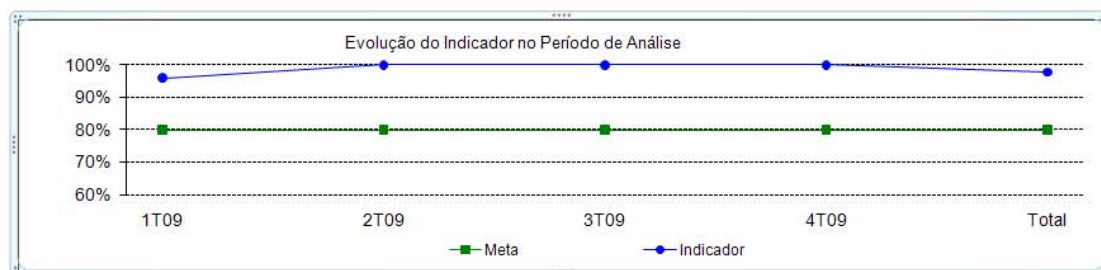 Evolução do Indicador no Período de Análise
100%
90%
80%
70%
60%
1T09 2T09 3T09 4T09 Total
Meta Indicador